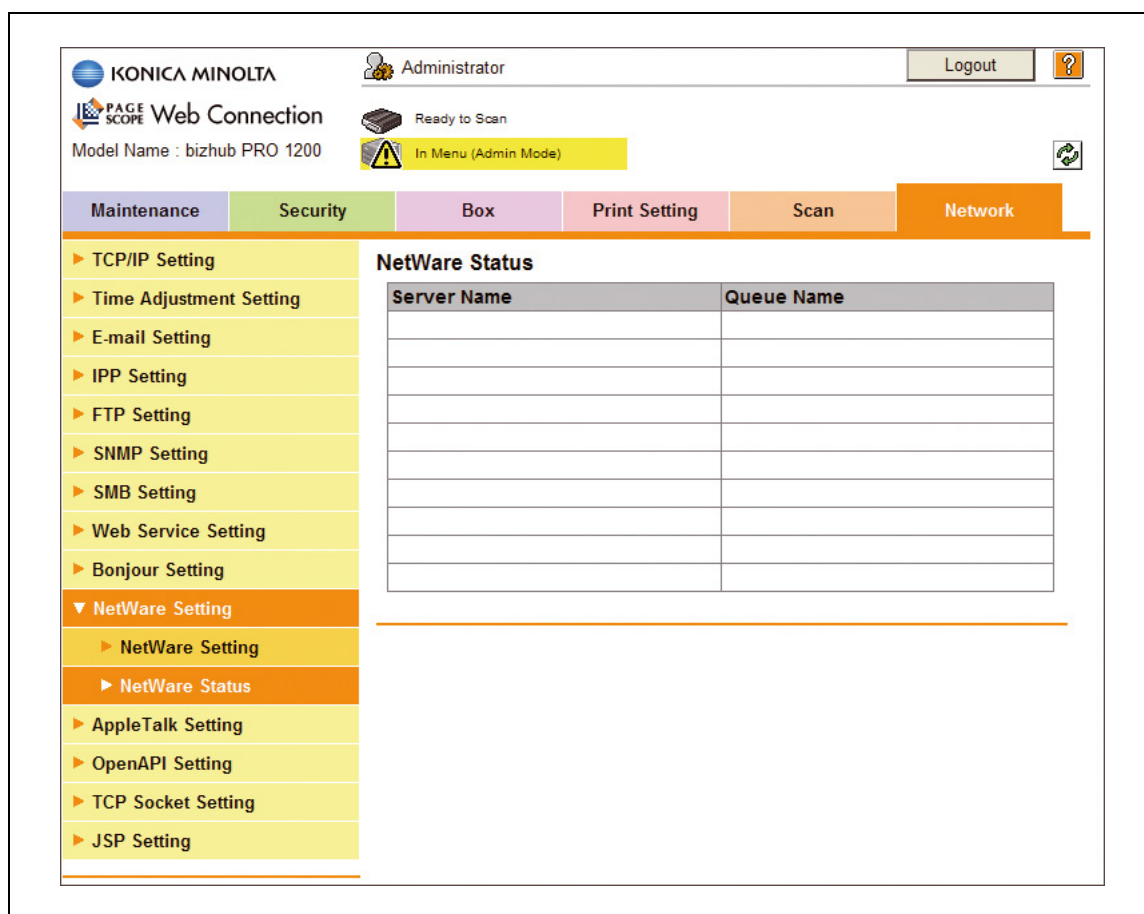 KONICA MINOLTA
Administrator
Logout
?
PAGE SCOPE Web Connection
Ready to Scan
Model Name : bizhub PRO 1200
In Menu (Admin Mode)
Maintenance
Security
Box
Print Setting
Scan
Network
TCP/IP Setting
Time Adjustment Setting
E-mail Setting
IPP Setting
FTP Setting
SNMP Setting
SMB Setting
Web Service Setting
Bonjour Setting
NetWare Setting
NetWare Setting
NetWare Status
AppleTalk Setting
OpenAPI Setting
TCP Socket Setting
JSP Setting
NetWare Status
Server Name
Queue Name